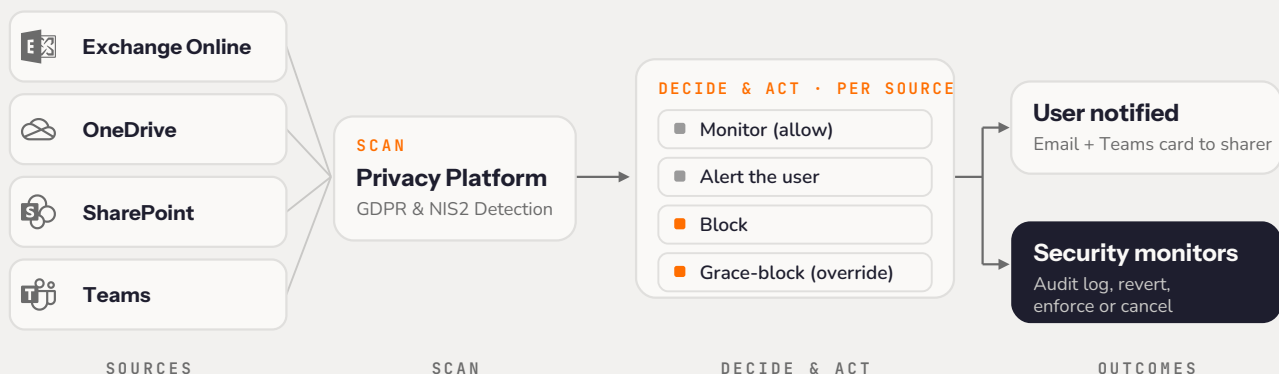 Exchange Online
OneDrive
SharePoint
Teams
SCAN
Privacy Platform
GDPR & NIS2 Detection
DECIDE & ACT · PER SOURCE
Monitor (allow)
Alert the user
Block
Grace-block (override)
User notified
Email + Teams card to sharer
Security monitors
Audit log, revert,
enforce or cancel
SOURCES
SCAN
DECIDE & ACT
OUTCOMES